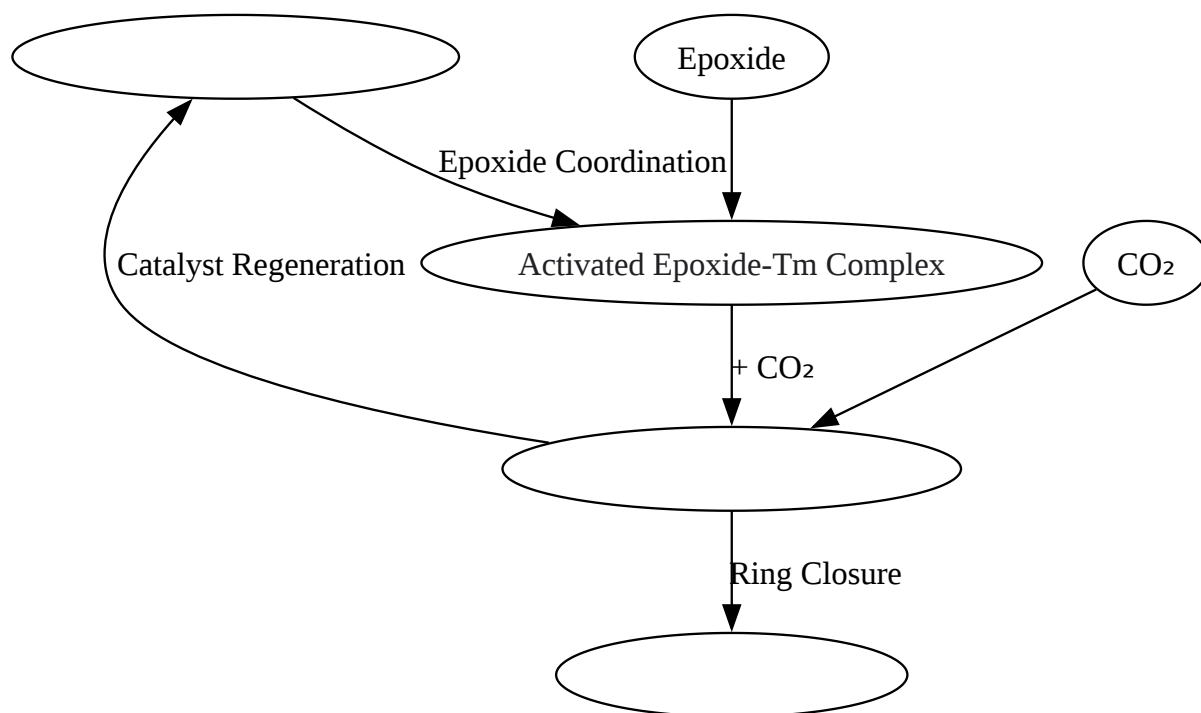 Epoxide
Epoxide Coordination
Catalyst Regeneration
Activated Epoxide-Tm Complex
CO₂
+ CO₂
Ring Closure